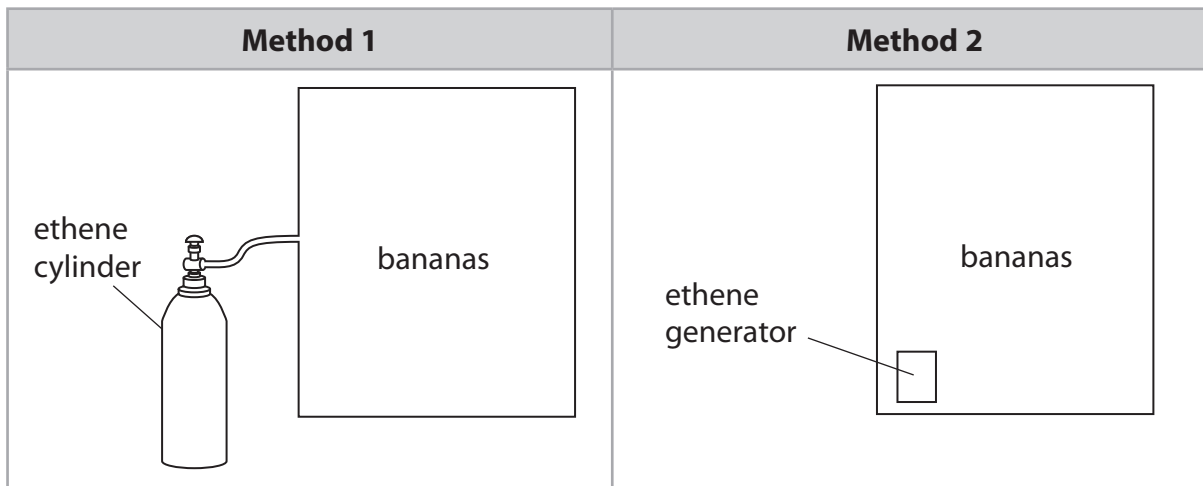 Method 1
Method 2
ethene
cylinder
bananas
ethene
generator
bananas